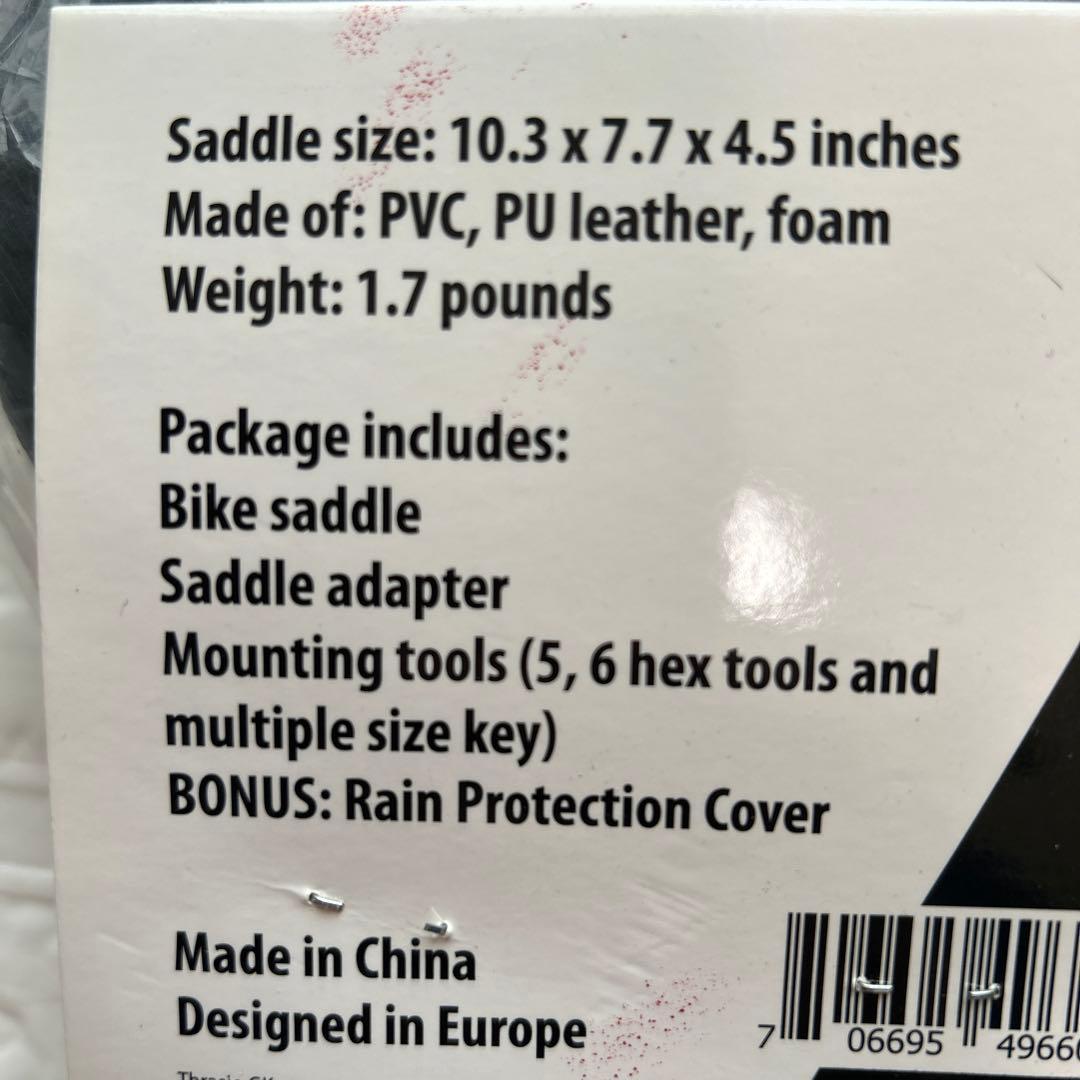 Saddle size: 10.3 x 7.7 x 4.5 inches
Made of: PVC, PU leather, foam
Weight: 1.7 pounds
Package includes:
Bike saddle
Saddle adapter
Mounting tools (5, 6 hex tools and
multiple size key)
BONUS: Rain Protection Cover
Made in China
Designed in Europe
7 06695 4966